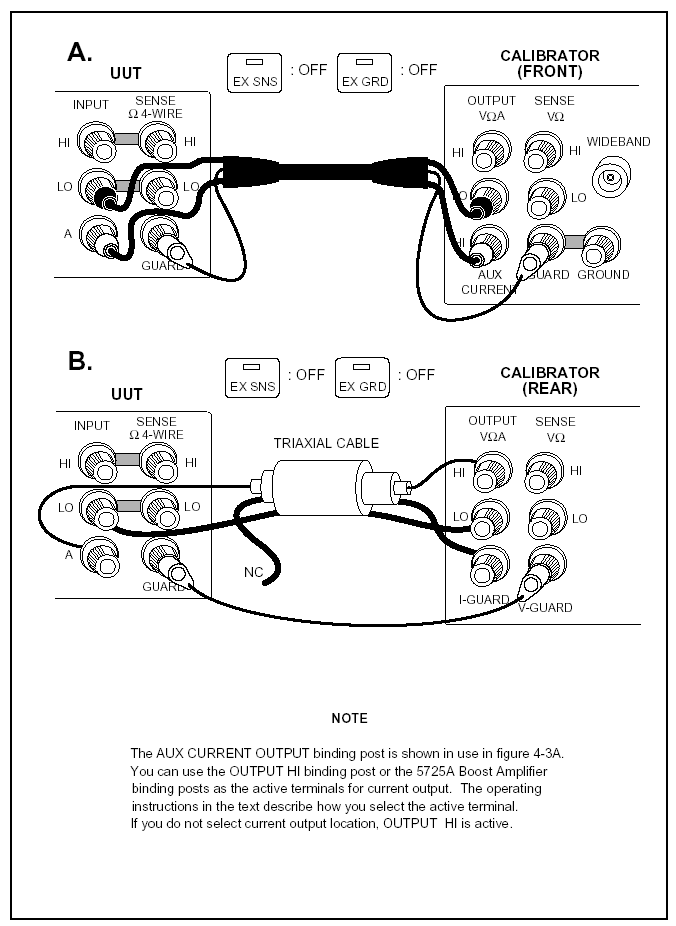 A.
UUT
EX SNS : OFF EX GRD : OFF
CALIBRATOR
(FRONT)
INPUT SENSE
Ω 4-WIRE
HI HI
LO LO
A
GUARD
OUTPUT SENSE
VΩA VΩ
WIDEBAND
HI HI
LO LO
HI
AUX GUARD GROUND
CURRENT
B.
UUT
EX SNS : OFF EX GRD : OFF
CALIBRATOR
(REAR)
INPUT SENSE
Ω 4-WIRE
HI HI
LO LO
A
GUARD
TRIAXIAL CABLE
NC
OUTPUT SENSE
VΩA VΩ
HI HI
LO LO
I-GUARD V-GUARD
NOTE
The AUX CURRENT OUTPUT binding post is shown in use in figure 4-3A.
You can use the OUTPUT HI binding post or the 5725A Boost Amplifier
binding posts as the active terminals for current output. The operating
instructions in the text describe how you select the active terminal.
If you do not select current output location, OUTPUT HI is active.